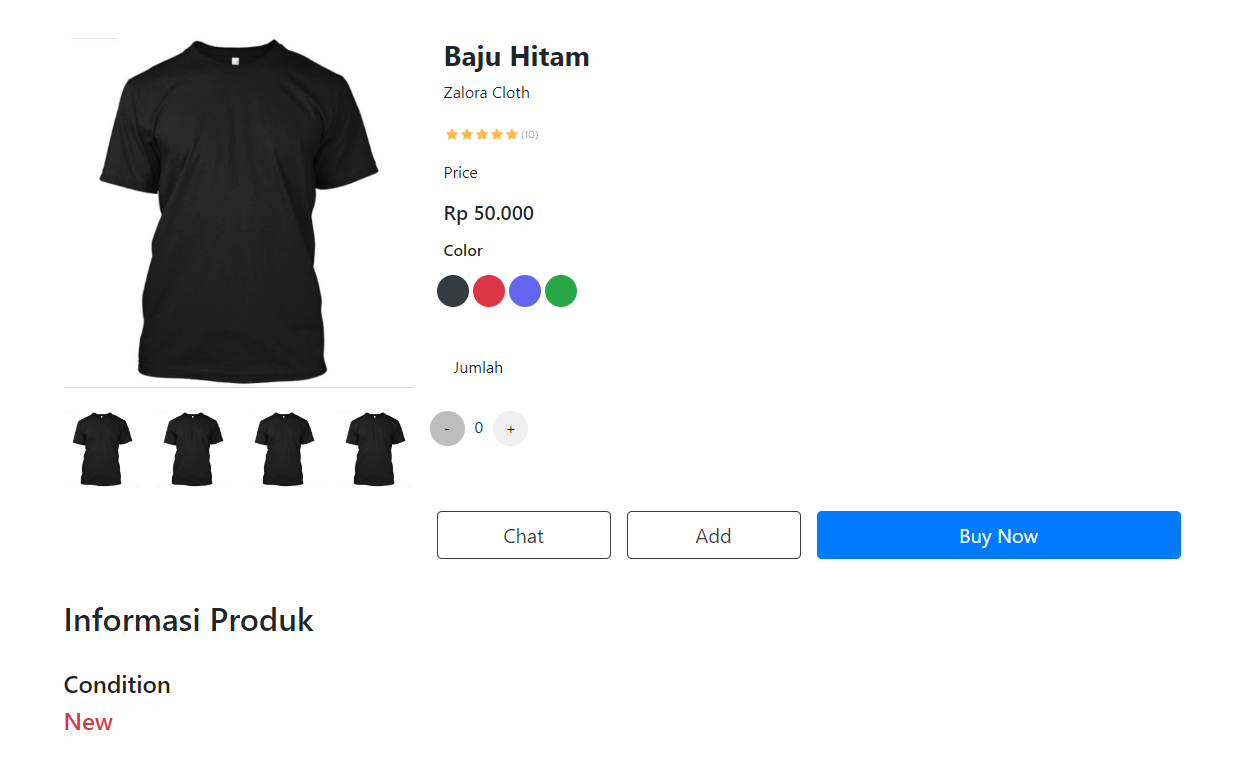 Baju Hitam
Zalora Cloth
(10)
Price
Rp 50.000
Color
Jumlah
- 0 +
Chat Add Buy Now
Informasi Produk
Condition
New